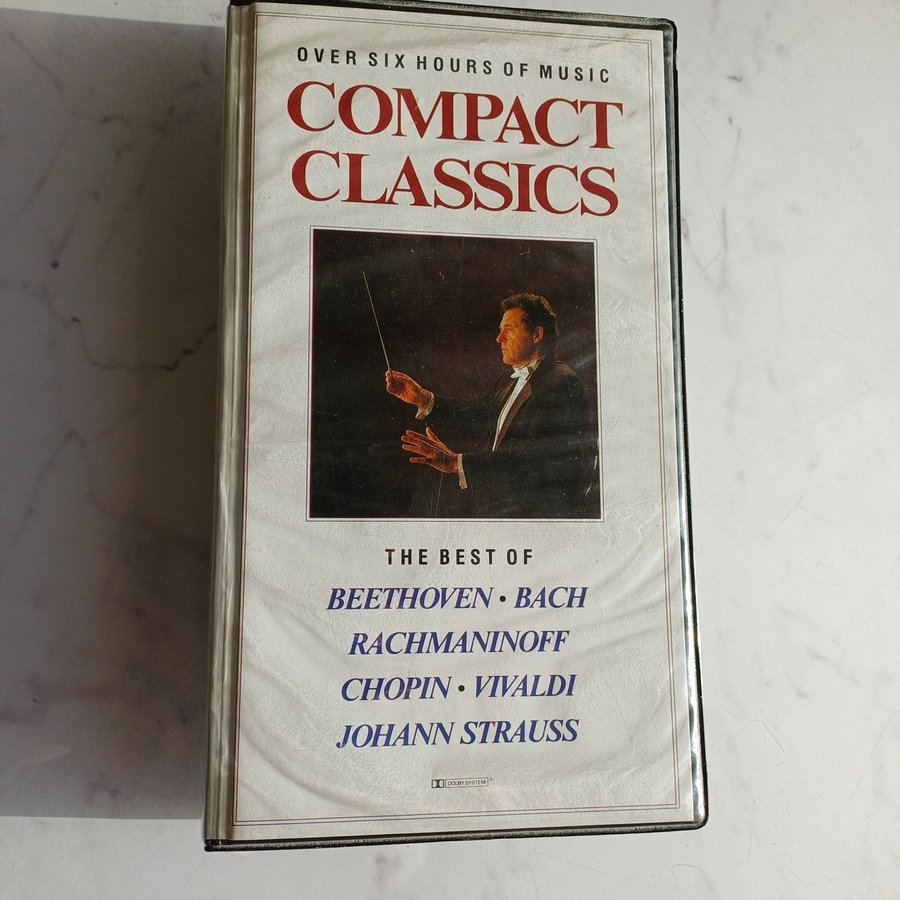 OVER SIX HOURS OF MUSIC
COMPACT
CLASSICS
THE BEST OF
BEETHOVEN • BACH
RACHMANINOFF
CHOPIN • VIVALDI
JOHANN STRAUSS
DOLBY SYSTEM